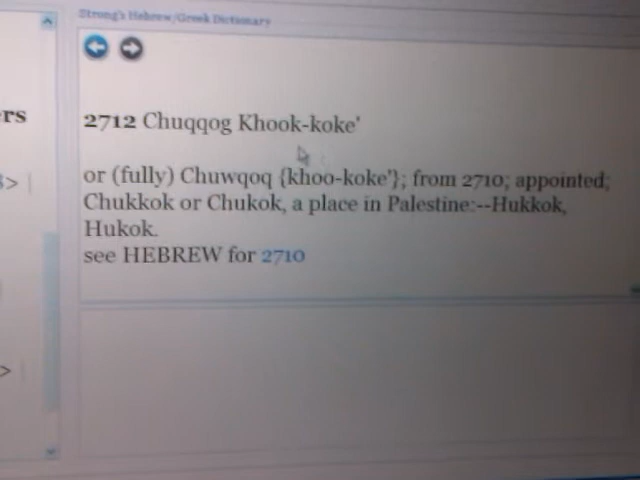 Strong's Hebrew/Greek Dictionary
rs
2712 Chuqqog Khook-koke'
or (fully) Chuwqoq {khoo-koke'}; from 2710; appointed;
Chukkok or Chukok, a place in Palestine:--Hukkok,
Hukok.
see HEBREW for 2710